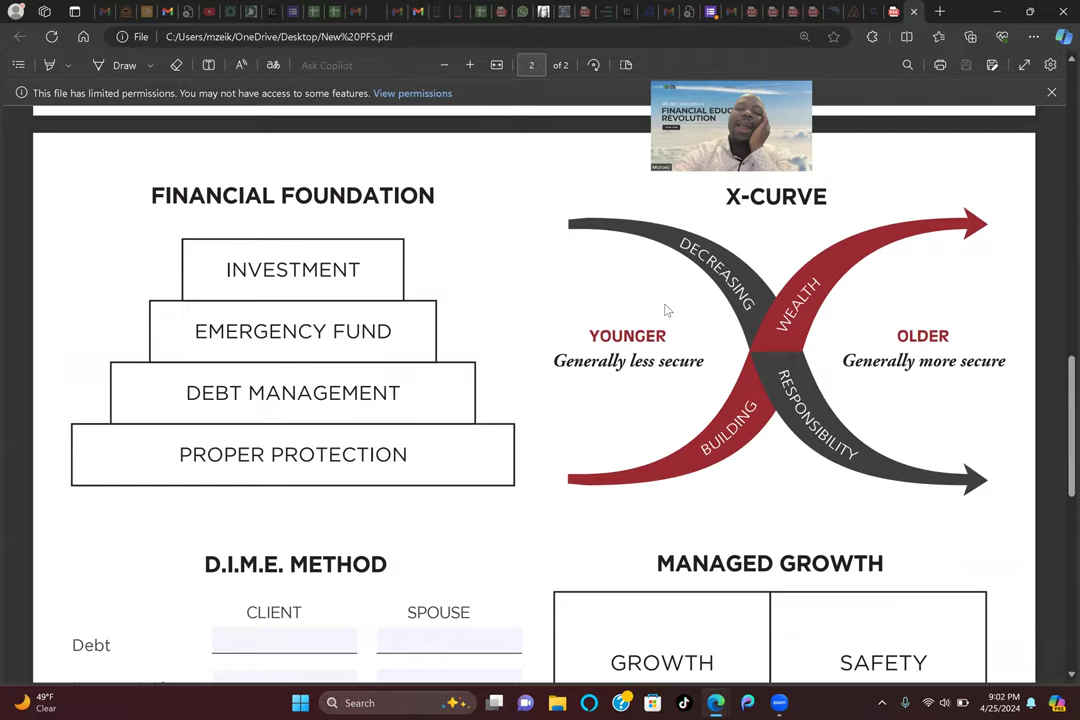 File
C:/Users/mzeik/OneDrive/Desktop/New%20PFS.pdf
Draw
Ask Copilot
2
of 2
This file has limited permissions. You may not have access to some features. View permissions
FINANCIAL EDUC
REVOLUTION
FINANCIAL FOUNDATION
INVESTMENT
EMERGENCY FUND
DEBT MANAGEMENT
PROPER PROTECTION
X-CURVE
DECREASING
WEALTH
YOUNGER
Generally less secure
OLDER
Generally more secure
BUILDING
RESPONSIBILITY
D.I.M.E. METHOD
CLIENT
SPOUSE
Debt
MANAGED GROWTH
GROWTH
SAFETY
49°F
Clear
Search
9:02 PM
4/25/2024